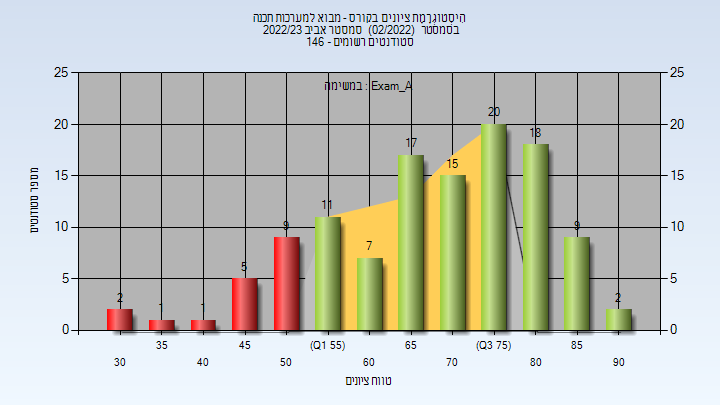 הִיסְטוֹגְרָמַת ציונים בקורס - מבוא למערכות תכנה
בסמסטר (02/2022) סמסטר אביב 2022/23
סטודנטים רשומים - 146
במשימה : Exam_A
מספר סטודנטים
25 25
20 20
15 15
10 10
5 5
0 0
2 1 1 5 9 11 7 17 15 20 18 9 2
35 45 (Q1 55) 65 (Q3 75) 85
30 40 50 60 70 80 90
טווח ציונים